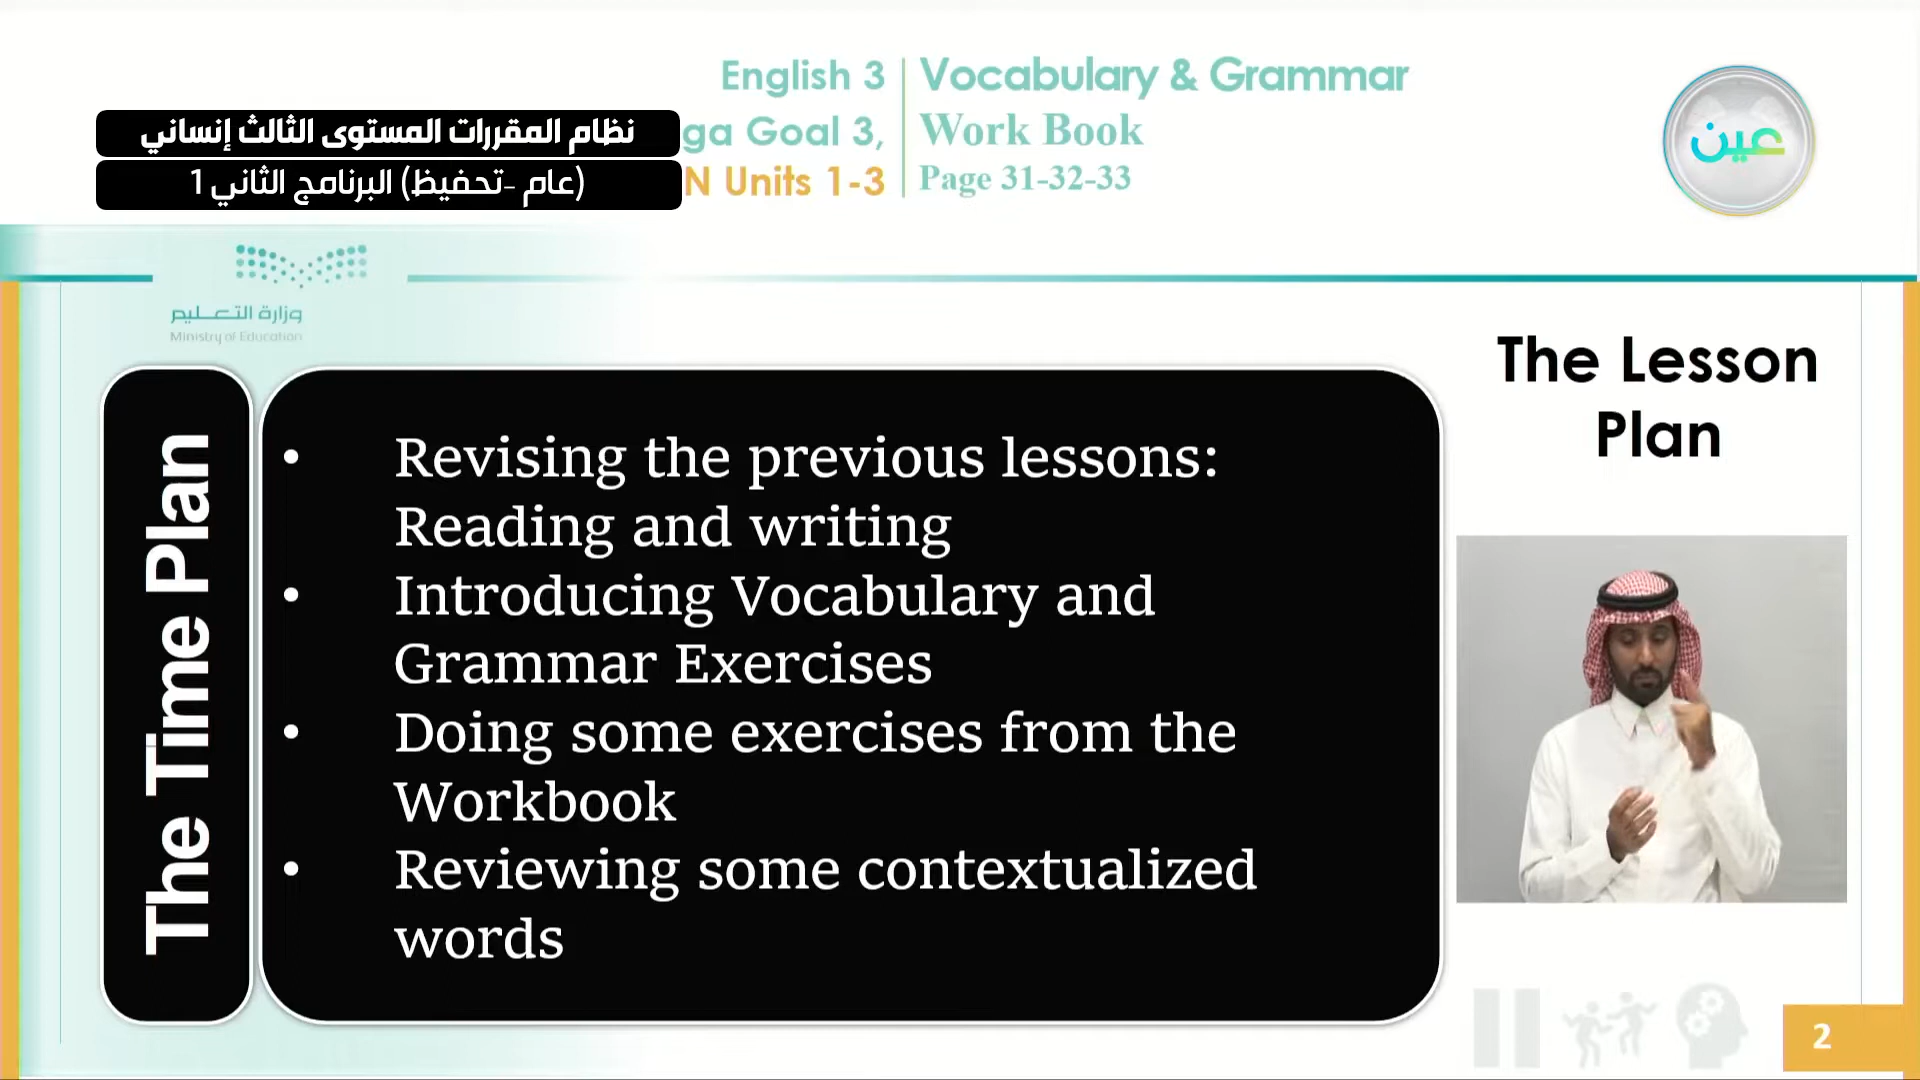 English 3
Vocabulary & Grammar
نظام المقررات المستوى الثالث إنساني
ga Goal 3,
Work Book
(عام -تحفيظ) البرنامج الثاني 1
N Units 1-3
Page 31-32-33
عين
وزارة التعليم
Ministry of Education
The Lesson
Plan
The Time Plan
• Revising the previous lessons:
Reading and writing
• Introducing Vocabulary and
Grammar Exercises
• Doing some exercises from the
Workbook
• Reviewing some contextualized
words
2